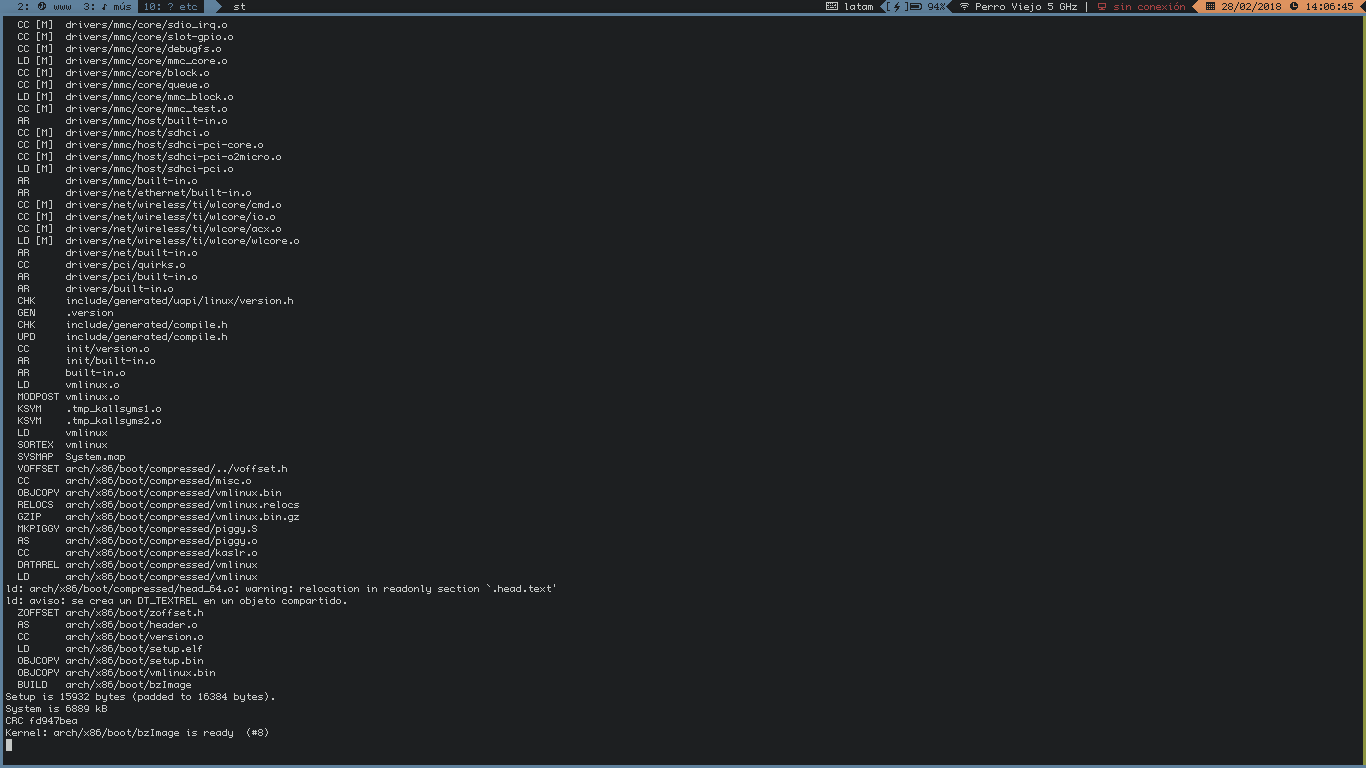 2: www 3: ♪ mús 10: ? etc st latam [⚡] 94% Perro Viejo 5 GHz | sin conexión 28/02/2018 14:06:45
CC [M] drivers/mmc/core/sdio_irq.o
CC [M] drivers/mmc/core/slot-gpio.o
CC [M] drivers/mmc/core/debugfs.o
LD [M] drivers/mmc/core/mmc_core.o
CC [M] drivers/mmc/core/block.o
CC [M] drivers/mmc/core/queue.o
LD [M] drivers/mmc/core/mmc_block.o
CC [M] drivers/mmc/core/mmc_test.o
AR drivers/mmc/host/built-in.o
CC [M] drivers/mmc/host/sdhci.o
CC [M] drivers/mmc/host/sdhci-pci-core.o
CC [M] drivers/mmc/host/sdhci-pci-o2micro.o
LD [M] drivers/mmc/host/sdhci-pci.o
AR drivers/mmc/built-in.o
AR drivers/net/ethernet/built-in.o
CC [M] drivers/net/wireless/ti/wlcore/cmd.o
CC [M] drivers/net/wireless/ti/wlcore/io.o
CC [M] drivers/net/wireless/ti/wlcore/acx.o
LD [M] drivers/net/wireless/ti/wlcore/wlcore.o
AR drivers/net/built-in.o
CC drivers/pci/quirks.o
AR drivers/pci/built-in.o
AR drivers/built-in.o
CHK include/generated/uapi/linux/version.h
GEN .version
CHK include/generated/compile.h
UPD include/generated/compile.h
CC init/version.o
AR init/built-in.o
AR built-in.o
LD vmlinux.o
MODPOST vmlinux.o
KSYM .tmp_kallsyms1.o
KSYM .tmp_kallsyms2.o
LD vmlinux
SORTEX vmlinux
SYSMAP System.map
VOFFSET arch/x86/boot/compressed/../voffset.h
CC arch/x86/boot/compressed/misc.o
OBJCOPY arch/x86/boot/compressed/vmlinux.bin
RELOCS arch/x86/boot/compressed/vmlinux.relocs
GZIP arch/x86/boot/compressed/vmlinux.bin.gz
MKPIGGY arch/x86/boot/compressed/piggy.S
AS arch/x86/boot/compressed/piggy.o
CC arch/x86/boot/compressed/kaslr.o
DATAREL arch/x86/boot/compressed/vmlinux
LD arch/x86/boot/compressed/vmlinux
ld: arch/x86/boot/compressed/head_64.o: warning: relocation in readonly section `.head.text'
ld: aviso: se crea un DT_TEXTREL en un objeto compartido.
ZOFFSET arch/x86/boot/zoffset.h
AS arch/x86/boot/header.o
CC arch/x86/boot/version.o
LD arch/x86/boot/setup.elf
OBJCOPY arch/x86/boot/setup.bin
OBJCOPY arch/x86/boot/vmlinux.bin
BUILD arch/x86/boot/bzImage
Setup is 15932 bytes (padded to 16384 bytes).
System is 6889 kB
CRC fd947bea
Kernel: arch/x86/boot/bzImage is ready (#8)